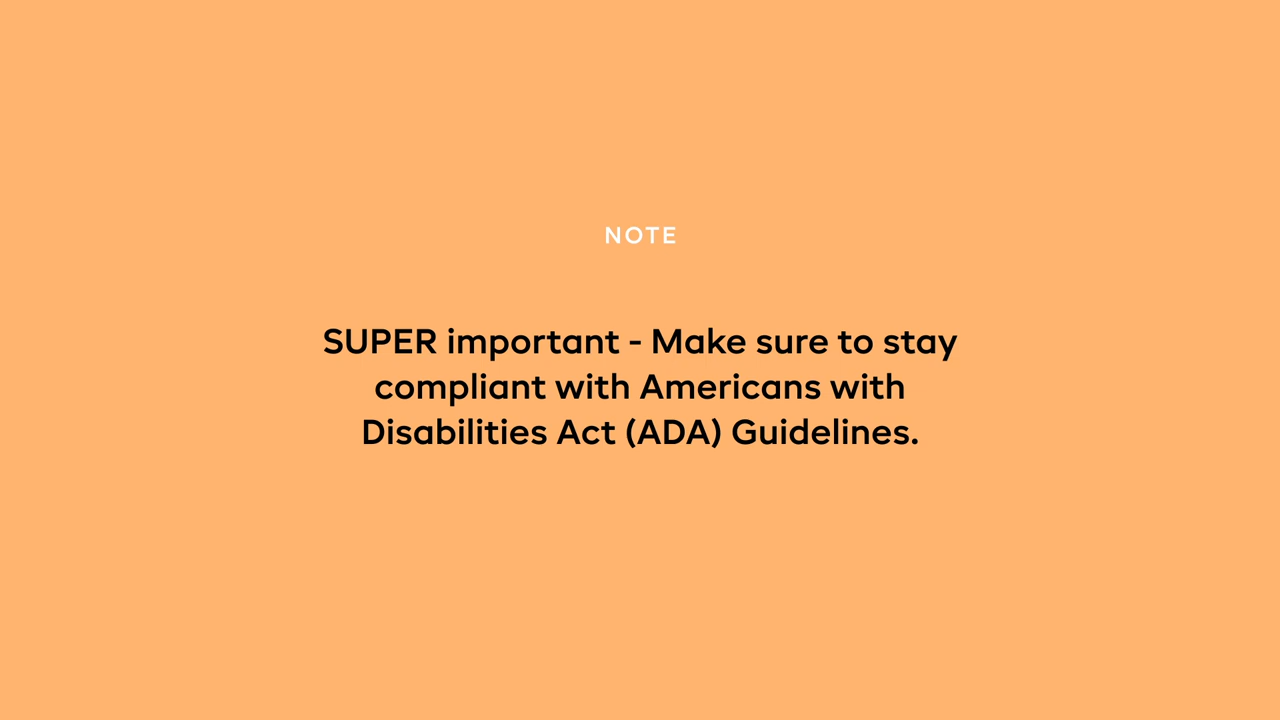 NOTE
SUPER important - Make sure to stay
compliant with Americans with
Disabilities Act (ADA) Guidelines.